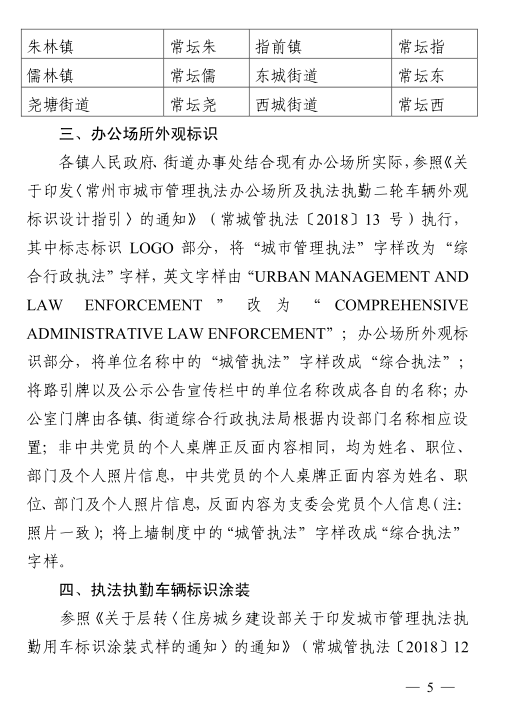 朱林镇 常坛朱 指前镇 常坛指
儒林镇 常坛儒 东城街道 常坛东
尧塘街道 常坛尧 西城街道 常坛西
三、办公场所外观标识
各镇人民政府、街道办事处结合现有办公场所实际，参照《关
于印发〈常州市城市管理执法办公场所及执法执勤二轮车辆外观
标识设计指引〉的通知》（常城管执法〔2018〕13 号）执行，
其中标志标识 LOGO 部分，将“城市管理执法”字样改为“综
合行政执法”字样，英文字样由“URBAN MANAGEMENT AND
LAW ENFORCEMENT ” 改 为 “ COMPREHENSIVE
ADMINISTRATIVE LAW ENFORCEMENT”；办公场所外观标
识部分，将单位名称中的“城管执法”字样改成“综合执法”；
将路引牌以及公示公告宣传栏中的单位名称改成各自的名称；办
公室门牌由各镇、街道综合行政执法局根据内设部门名称相应设
置；非中共党员的个人桌牌正反面内容相同，均为姓名、职位、
部门及个人照片信息，中共党员的个人桌牌正面内容为姓名、职
位、部门及个人照片信息，反面内容为支委会党员个人信息（注：
照片一致）；将上墙制度中的“城管执法”字样改成“综合执法”
字样。
四、执法执勤车辆标识涂装
参照《关于层转〈住房城乡建设部关于印发城市管理执法执
勤用车标识涂装式样的通知〉的通知》（常城管执法〔2018〕12
— 5 —